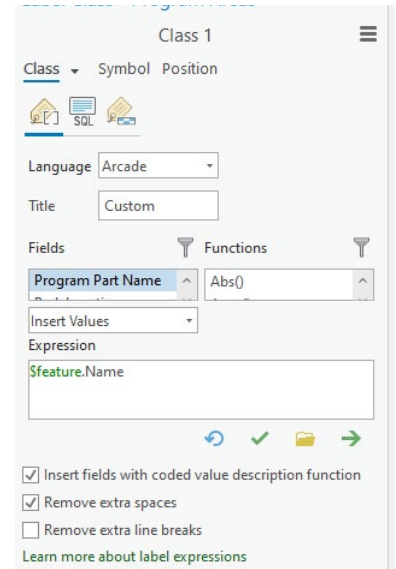 Class 1
Class Symbol Position
SQL
Language Arcade
Title Custom
Fields Functions
Program Part Name Abs()
Insert Values
Expression
$feature.Name
Insert fields with coded value description function
Remove extra spaces
Remove extra line breaks
Learn more about label expressions